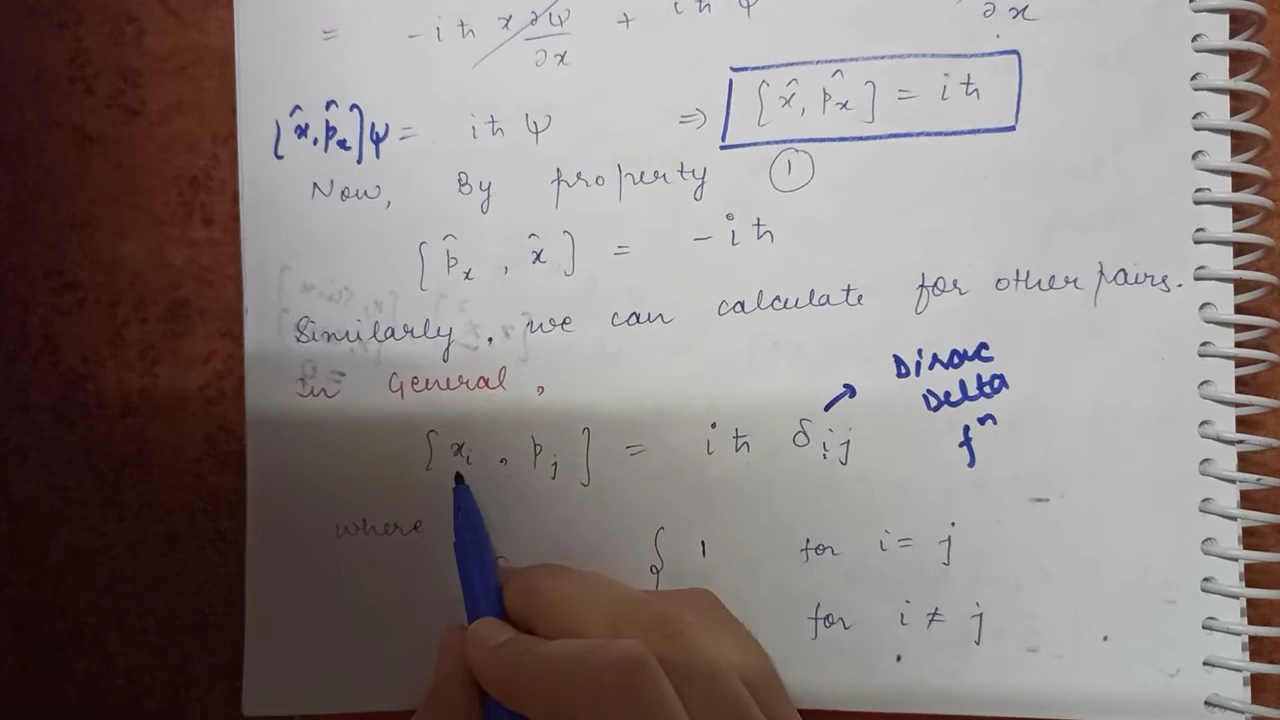 = -iħ x ∂ψ/∂x + iħ ψ
∂x
[x̂, p̂x]ψ = iħ ψ ⇒ [x̂, p̂x] = iħ
Now, By property ①
[p̂x, x̂] = -iħ
Similarly, we can calculate for other pairs.
In General,
[xi, pj] = iħ δij → Dirac Delta fⁿ
where { 1 for i = j
for i ≠ j